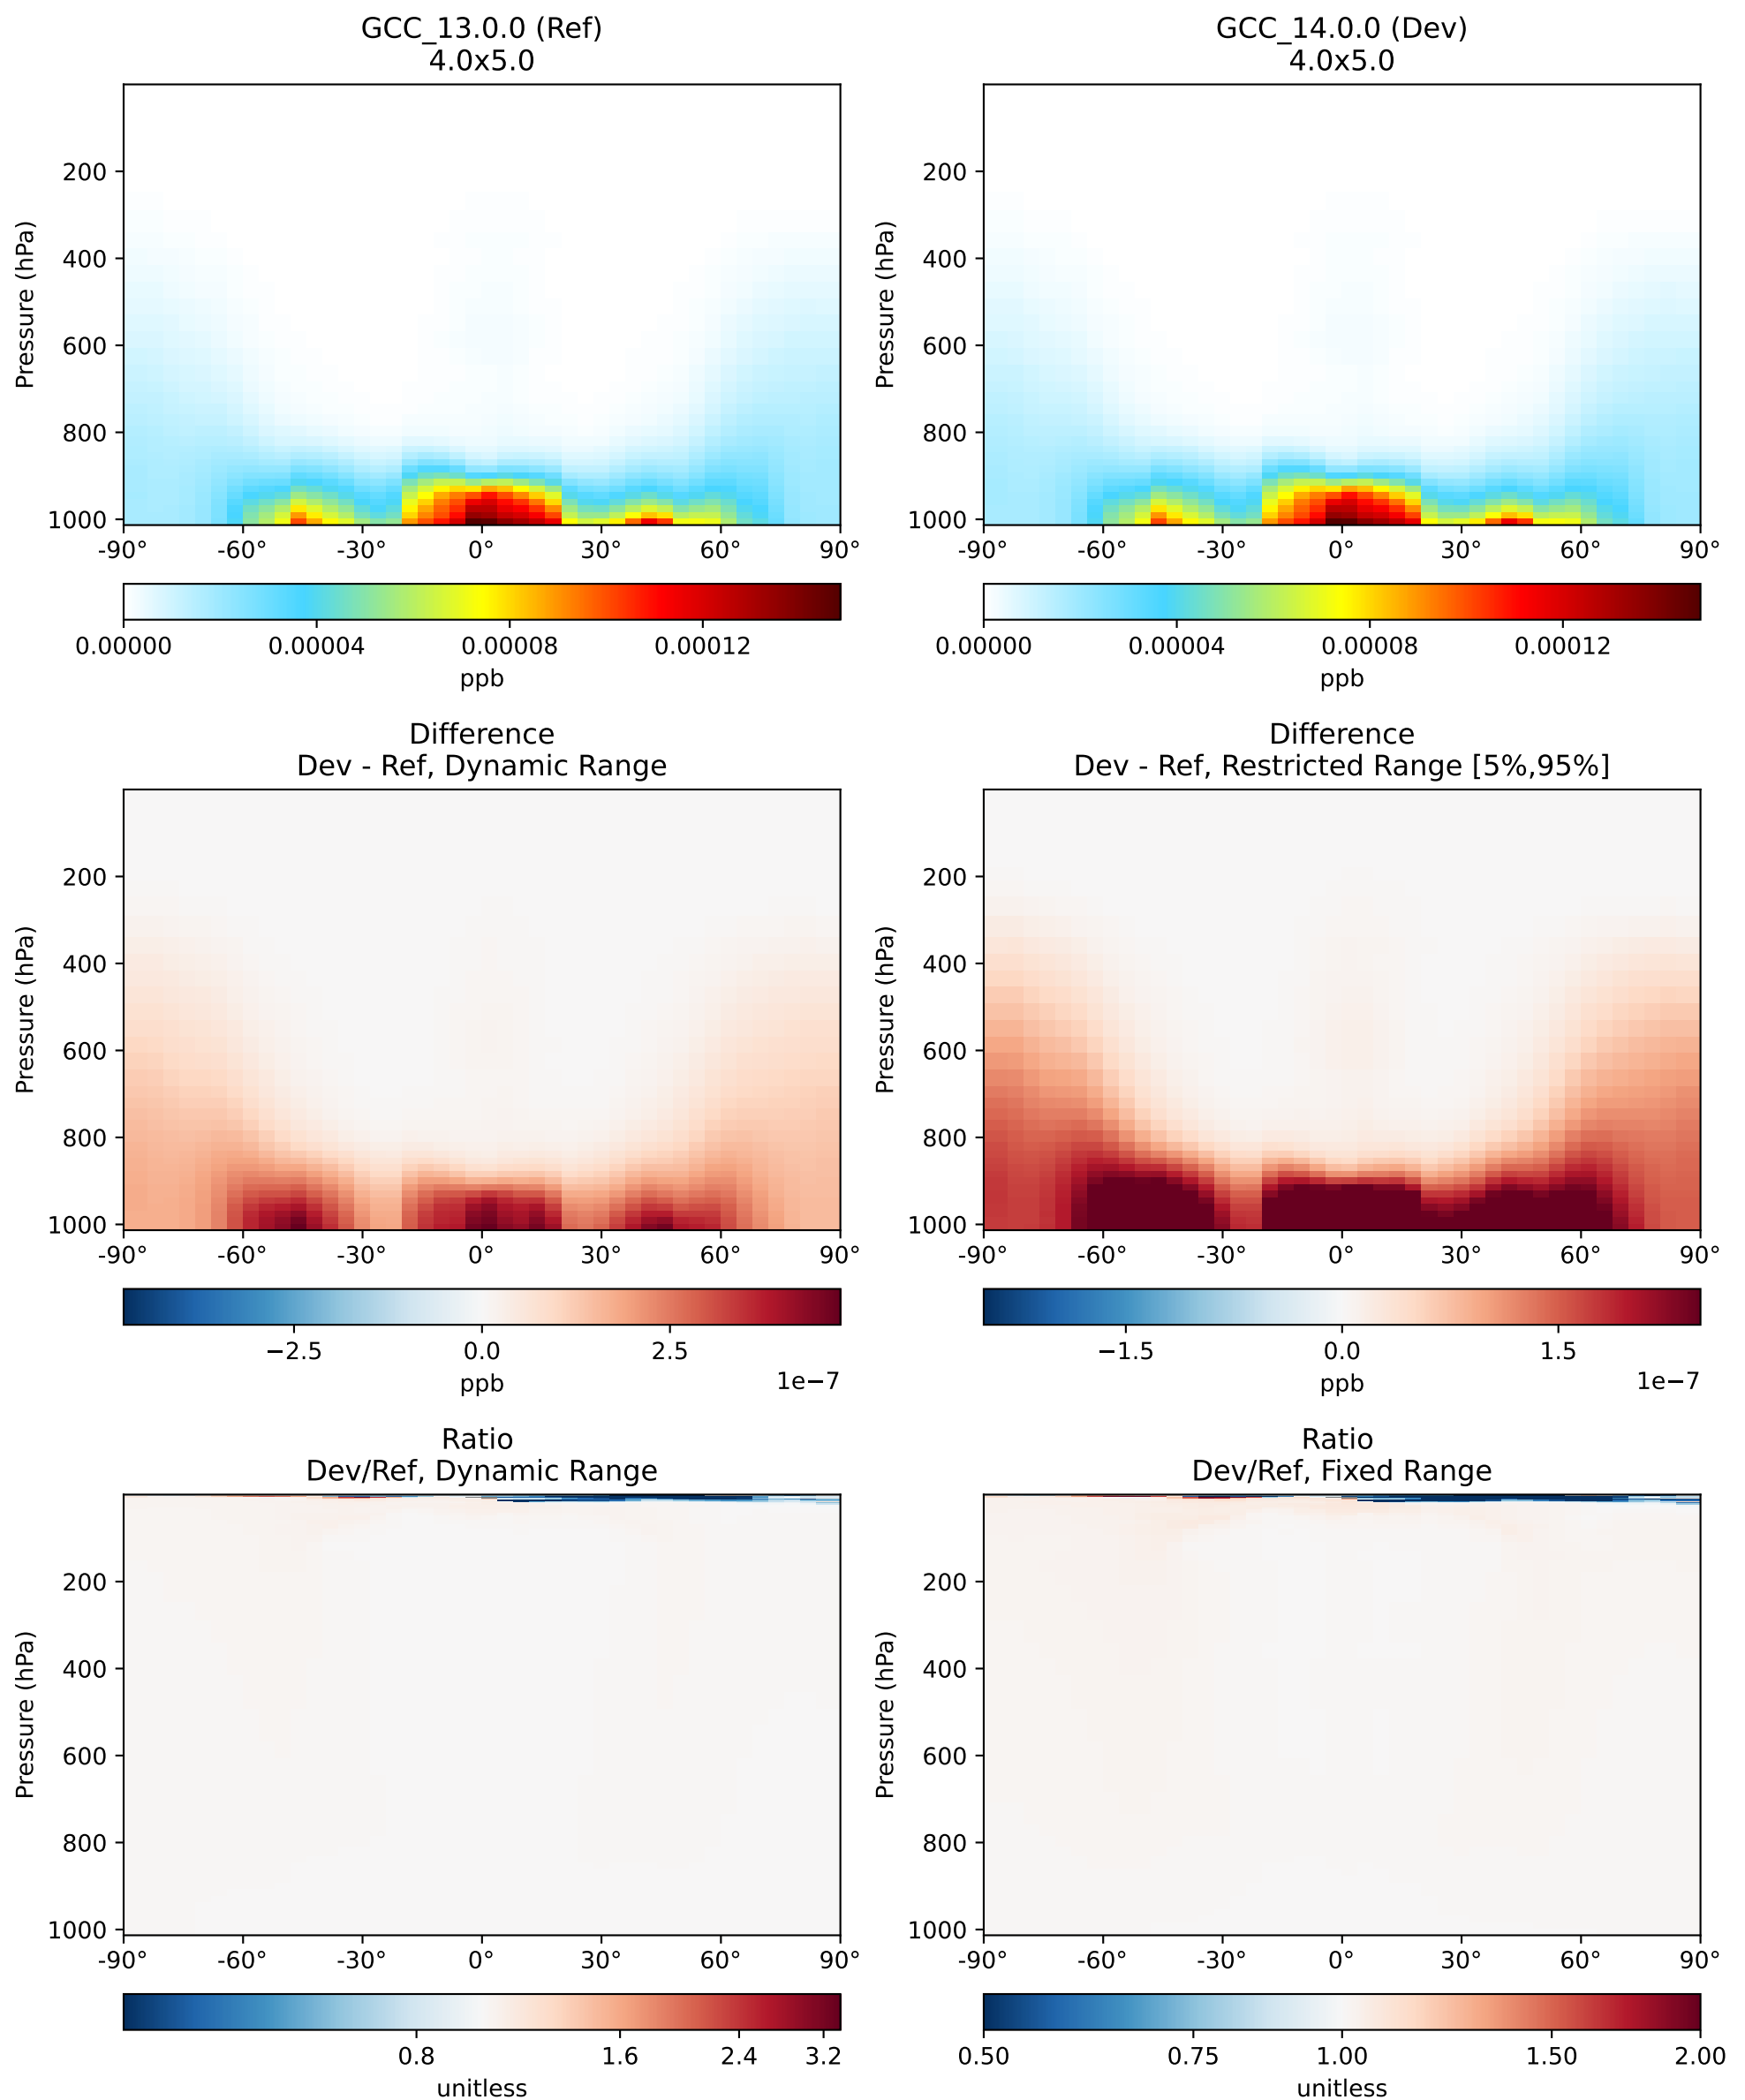 GCC_13.0.0 (Ref)
4.0x5.0
Pressure (hPa)
200
400
600
800
1000
-90° -60° -30° 0° 30° 60° 90°
0.00000 0.00004 0.00008 0.00012
ppb
GCC_14.0.0 (Dev)
4.0x5.0
Pressure (hPa)
200
400
600
800
1000
-90° -60° -30° 0° 30° 60° 90°
0.00000 0.00004 0.00008 0.00012
ppb
Difference
Dev - Ref, Dynamic Range
Pressure (hPa)
200
400
600
800
1000
-90° -60° -30° 0° 30° 60° 90°
−2.5 0.0 2.5
ppb
1e−7
Difference
Dev - Ref, Restricted Range [5%,95%]
Pressure (hPa)
200
400
600
800
1000
-90° -60° -30° 0° 30° 60° 90°
−1.5 0.0 1.5
ppb
1e−7
Ratio
Dev/Ref, Dynamic Range
Pressure (hPa)
200
400
600
800
1000
-90° -60° -30° 0° 30° 60° 90°
0.8 1.6 2.4 3.2
unitless
Ratio
Dev/Ref, Fixed Range
Pressure (hPa)
200
400
600
800
1000
-90° -60° -30° 0° 30° 60° 90°
0.50 0.75 1.00 1.50 2.00
unitless